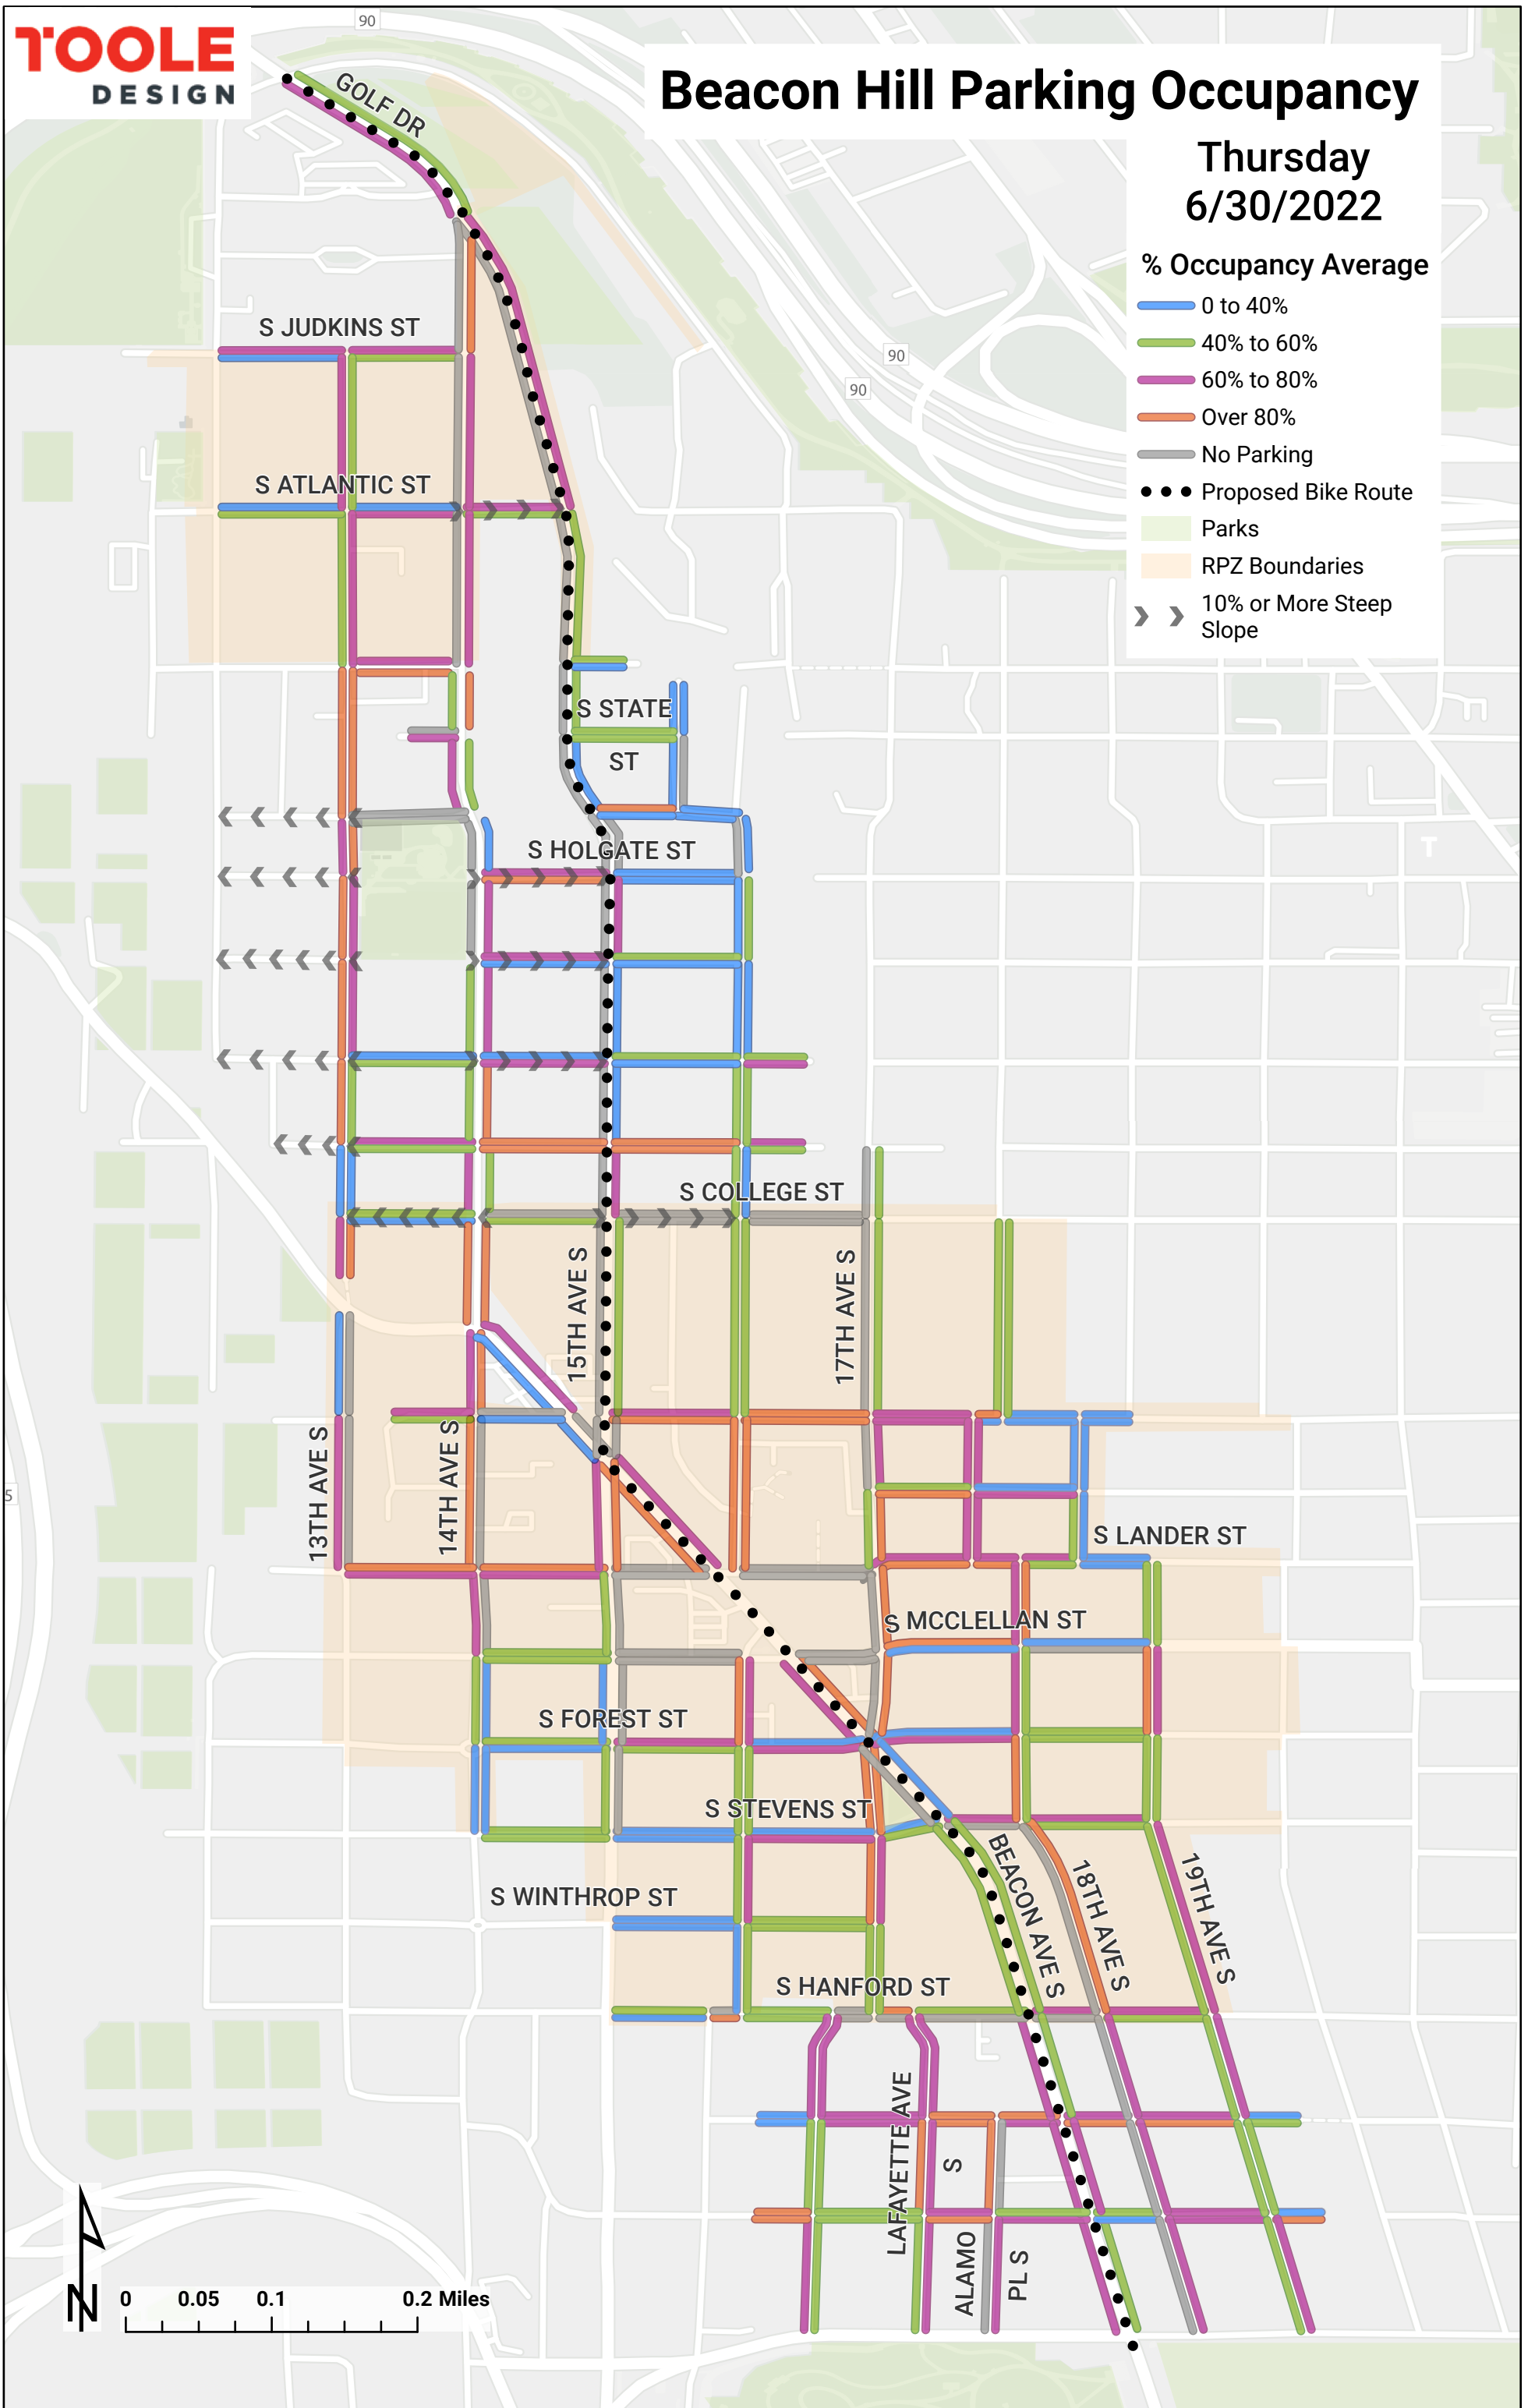 90
TOOLE
DESIGN
Beacon Hill Parking Occupancy
Thursday
6/30/2022
% Occupancy Average
0 to 40%
40% to 60%
60% to 80%
Over 80%
No Parking
Proposed Bike Route
Parks
RPZ Boundaries
10% or More Steep
Slope
GOLF DR
S JUDKINS ST
90
90
S ATLANTIC ST
S STATE
ST
S HOLGATE ST
S COLLEGE ST
15TH AVE S
17TH AVE S
13TH AVE S
14TH AVE S
5
S LANDER ST
S MCCLELLAN ST
S FOREST ST
S STEVENS ST
BEACON AVE S
18TH AVE S
19TH AVE S
S WINTHROP ST
S HANFORD ST
LAFAYETTE AVE
S
ALAMO
PL S
N
0 0.05 0.1 0.2 Miles